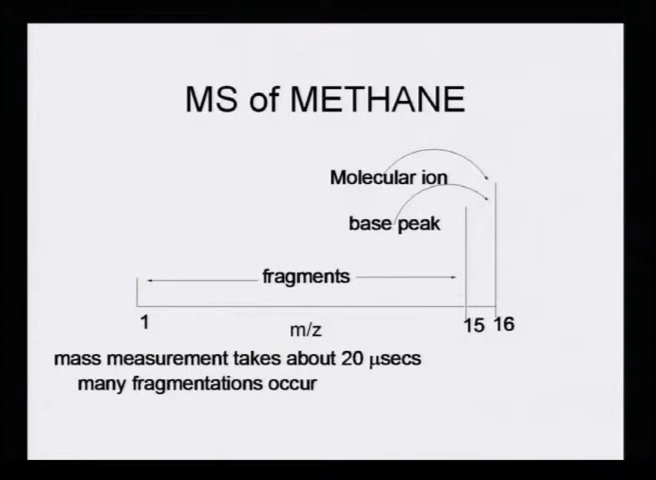 MS of METHANE
Molecular ion
base peak
fragments
1
15 16
m/z
mass measurement takes about 20 μsecs
many fragmentations occur